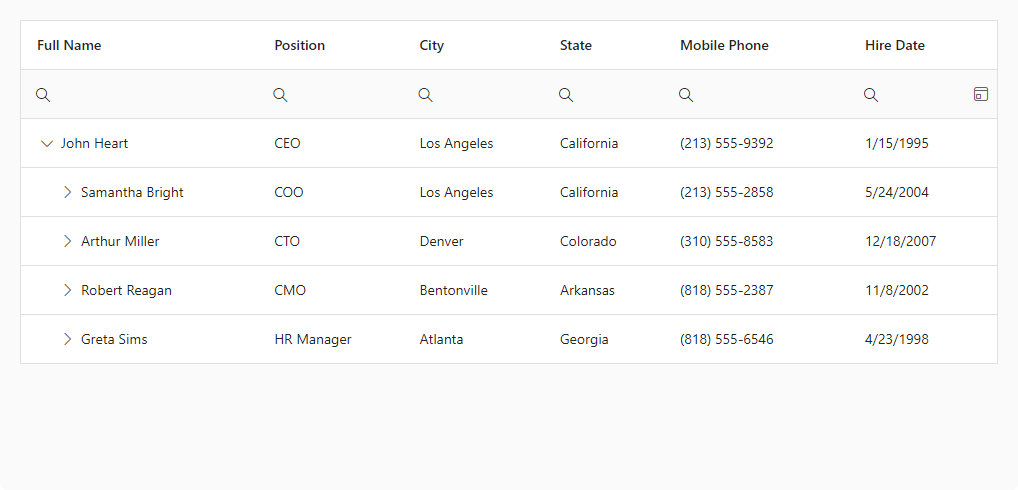 Full Name Position City State Mobile Phone Hire Date
John Heart CEO Los Angeles California (213) 555-9392 1/15/1995
Samantha Bright COO Los Angeles California (213) 555-2858 5/24/2004
Arthur Miller CTO Denver Colorado (310) 555-8583 12/18/2007
Robert Reagan CMO Bentonville Arkansas (818) 555-2387 11/8/2002
Greta Sims HR Manager Atlanta Georgia (818) 555-6546 4/23/1998